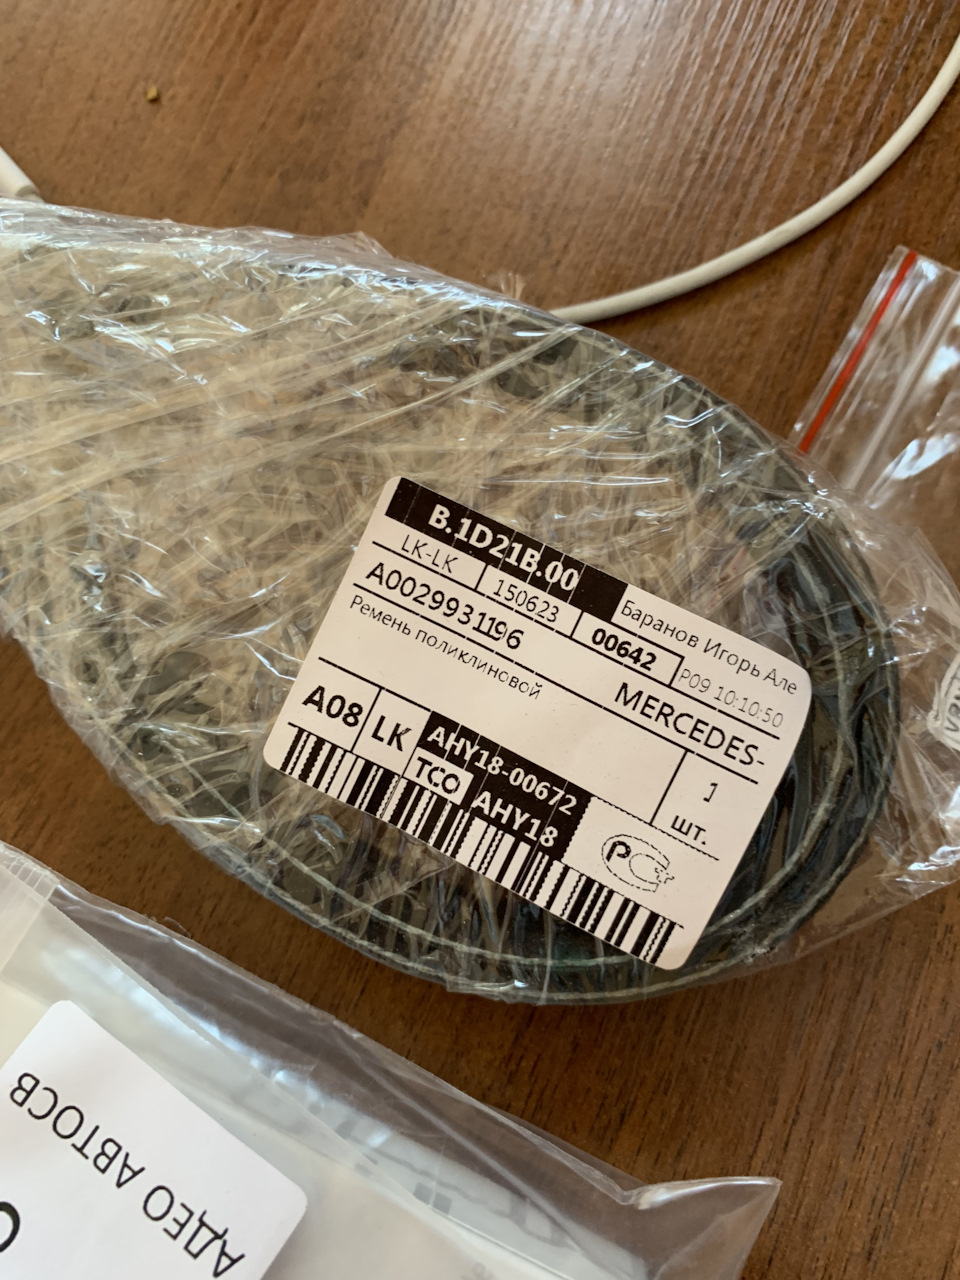 B.1D21B.00
Баранов Игорь Але
LK-LK 150623 00642 P09 10:10:50
A0029931196 MERCEDES-
Ремень поликлиновой
1
шт.
A08 LK AHY18-00672
TCO AHY18
АДЕО АВТОСВ